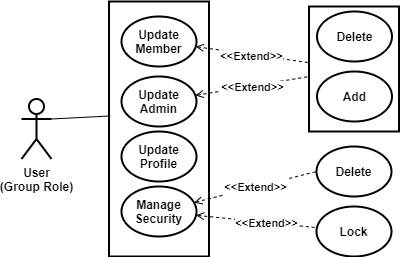 Update
Member
<<Extend>>
Delete
<<Extend>>
Update
Admin
Add
Update
Profile
User
(Group Role)
Delete
<<Extend>>
Manage
Security
<<Extend>>
Lock